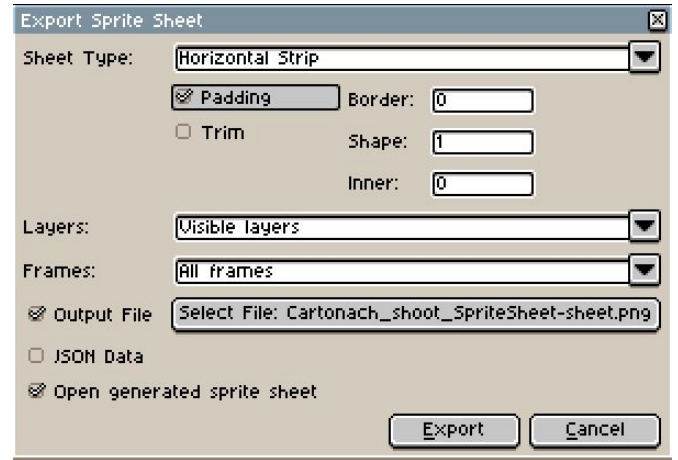 Export Sprite Sheet
Sheet Type: Horizontal Strip
Padding Border: 0
Trim Shape: 1
Inner: 0
Layers: Visible layers
Frames: All frames
Output File Select File: Cartonach_shoot_SpriteSheet-sheet.png
JSON Data
Open generated sprite sheet
Export Cancel